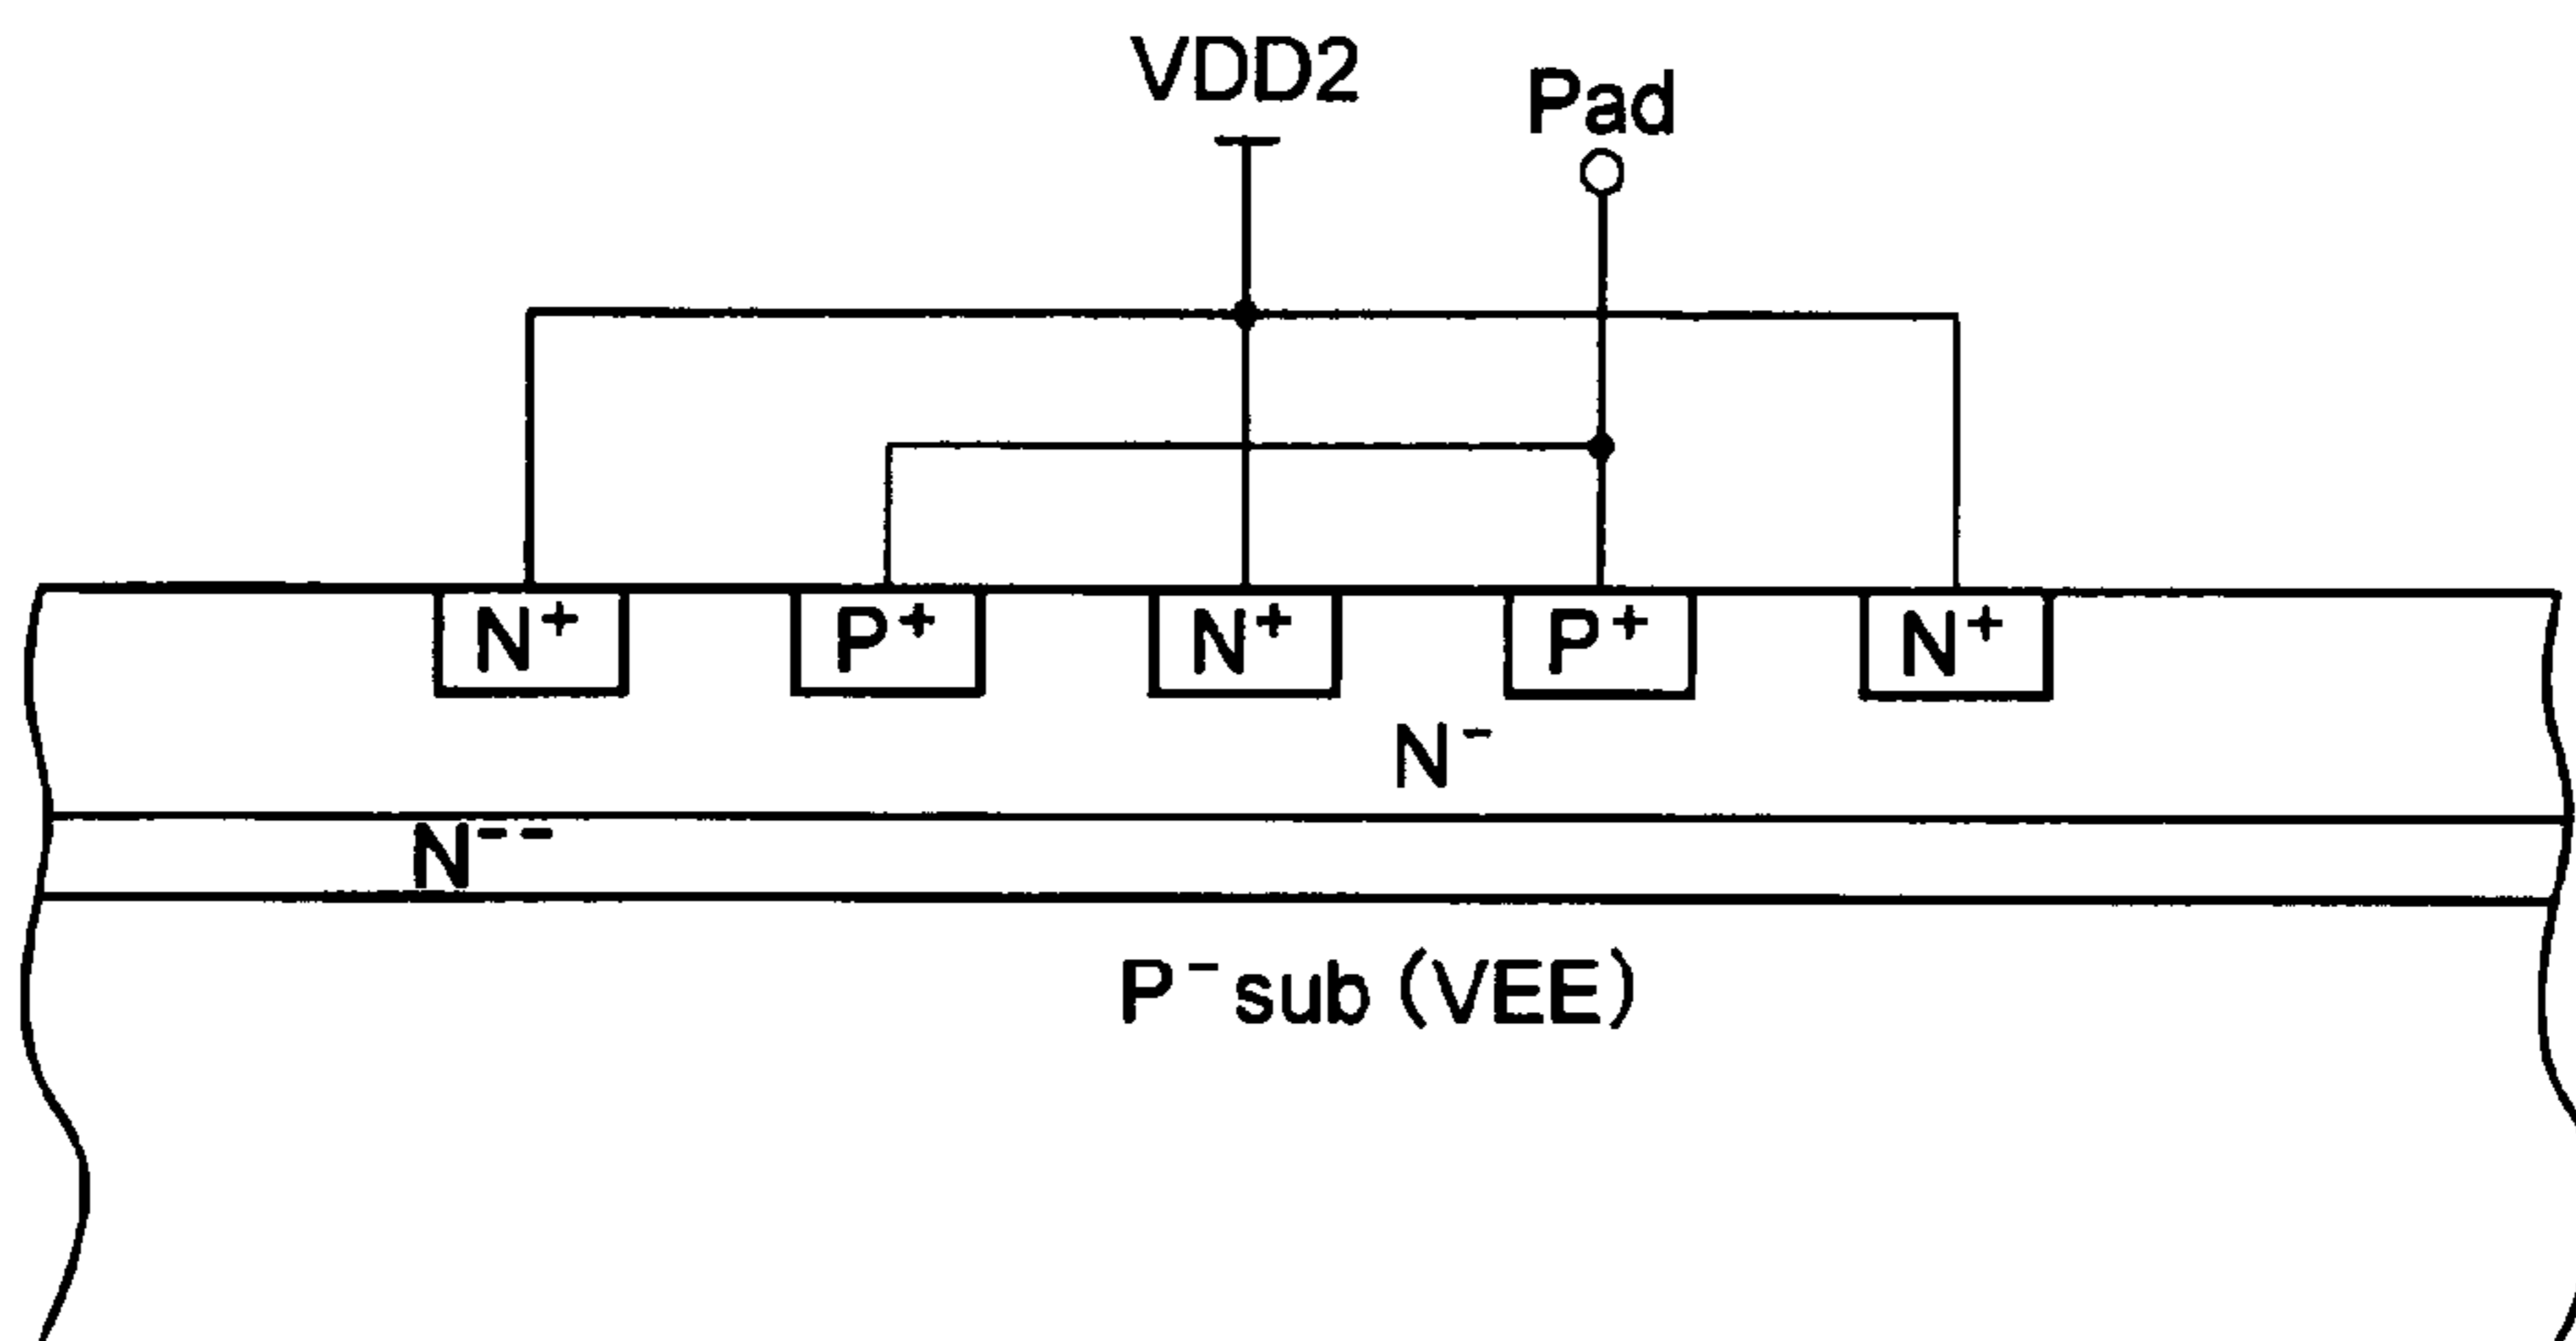 VDD2
Pad
N⁺ P⁺ N⁺ P⁺ N⁺
N⁻
N⁻⁻
P⁻sub (VEE)